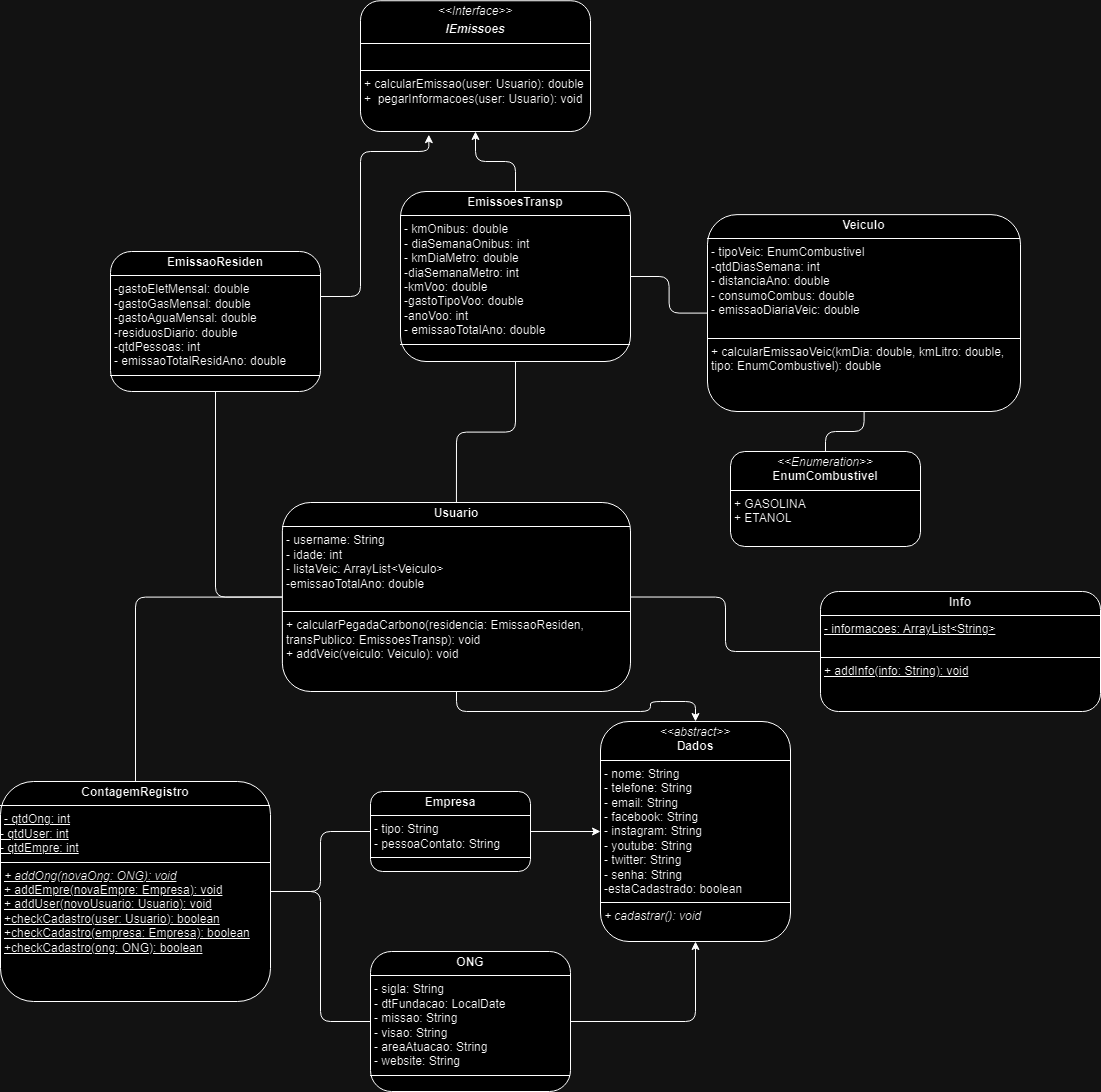 <<Interface>>
IEmissoes
+ calcularEmissao(user: Usuario): double
+  pegarInformacoes(user: Usuario): void
EmissoesTransp
- kmOnibus: double
- diaSemanaOnibus: int
- kmDiaMetro: double
-diaSemanaMetro: int
-kmVoo: double
-gastoTipoVoo: double
-anoVoo: int
- emissaoTotalAno: double
Veiculo
- tipoVeic: EnumCombustivel
-qtdDiasSemana: int
- distanciaAno: double
- consumoCombus: double
- emissaoDiariaVeic: double
+ calcularEmissaoVeic(kmDia: double, kmLitro: double,
tipo: EnumCombustivel): double
EmissaoResiden
-gastoEletMensal: double
-gastoGasMensal: double
-gastoAguaMensal: double
-residuosDiario: double
-qtdPessoas: int
- emissaoTotalResidAno: double
<<Enumeration>>
EnumCombustivel
+ GASOLINA
+ ETANOL
Usuario
- username: String
- idade: int
- listaVeic: ArrayList<Veiculo>
-emissaoTotalAno: double
+ calcularPegadaCarbono(residencia: EmissaoResiden,
transPublico: EmissoesTransp): void
+ addVeic(veiculo: Veiculo): void
Info
- informacoes: ArrayList<String>
+ addInfo(info: String): void
<<abstract>>
Dados
- nome: String
- telefone: String
- email: String
- facebook: String
- instagram: String
- youtube: String
- twitter: String
- senha: String
-estaCadastrado: boolean
+ cadastrar(): void
ContagemRegistro
- qtdOng: int
- qtdUser: int
- qtdEmpre: int
+ addOng(novaOng: ONG): void
+ addEmpre(novaEmpre: Empresa): void
+ addUser(novoUsuario: Usuario): void
+checkCadastro(user: Usuario): boolean
+checkCadastro(empresa: Empresa): boolean
+checkCadastro(ong: ONG): boolean
Empresa
- tipo: String
- pessoaContato: String
ONG
- sigla: String
- dtFundacao: LocalDate
- missao: String
- visao: String
- areaAtuacao: String
- website: String